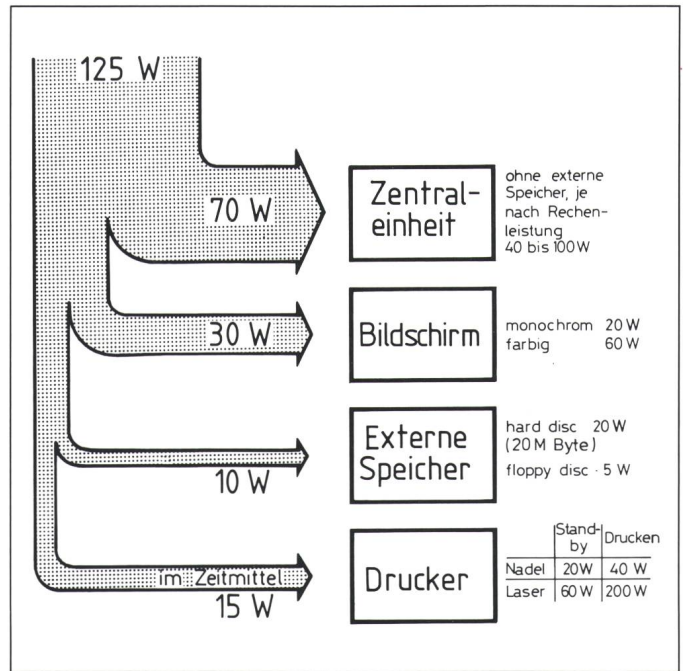 125 W
70 W
Zentral-
einheit
ohne externe
Speicher, je
nach Rechen-
leistung
40 bis 100 W
30 W
Bildschirm
monochrom 20 W
farbig 60 W
10 W
Externe
Speicher
hard disc 20 W
(20 M Byte)
floppy disc · 5 W
im Zeitmittel
15 W
Drucker
Stand-
by Drucken
Nadel 20 W 40 W
Laser 60 W 200 W